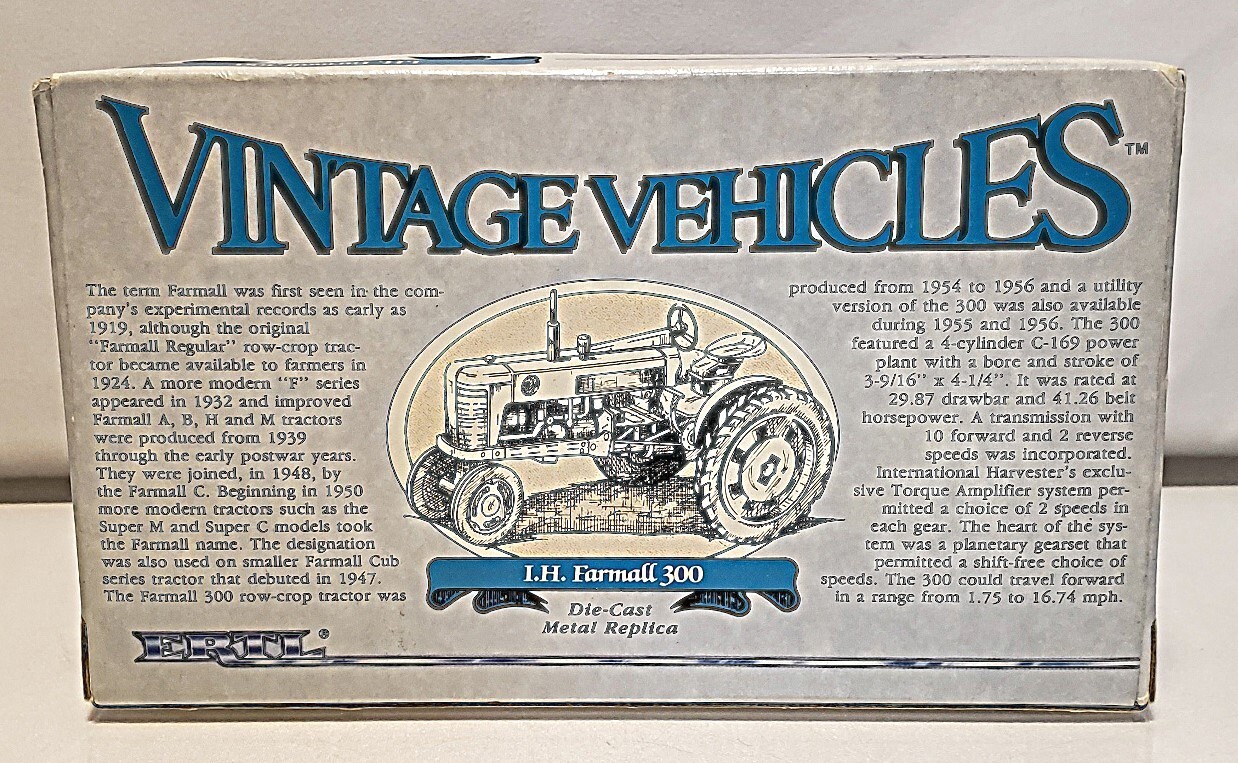 VINTAGE VEHICLES™
The term Farmall was first seen in the com-
pany's experimental records as early as
1919, although the original
"Farmall Regular" row-crop trac-
tor became available to farmers in
1924. A more modern "F" series
appeared in 1932 and improved
Farmall A, B, H and M tractors
were produced from 1939
through the early postwar years.
They were joined, in 1948, by
the Farmall C. Beginning in 1950
more modern tractors such as the
Super M and Super C models took
the Farmall name. The designation
was also used on smaller Farmall Cub
series tractor that debuted in 1947.
The Farmall 300 row-crop tractor was
produced from 1954 to 1956 and a utility
version of the 300 was also available
during 1955 and 1956. The 300
featured a 4-cylinder C-169 power
plant with a bore and stroke of
3-9/16" x 4-1/4". It was rated at
29.87 drawbar and 41.26 belt
horsepower. A transmission with
10 forward and 2 reverse
speeds was incorporated.
International Harvester's exclu-
sive Torque Amplifier system per-
mitted a choice of 2 speeds in
each gear. The heart of the sys-
tem was a planetary gearset that
permitted a shift-free choice of
speeds. The 300 could travel forward
in a range from 1.75 to 16.74 mph.
I.H. Farmall 300
Die-Cast
Metal Replica
ERTL®